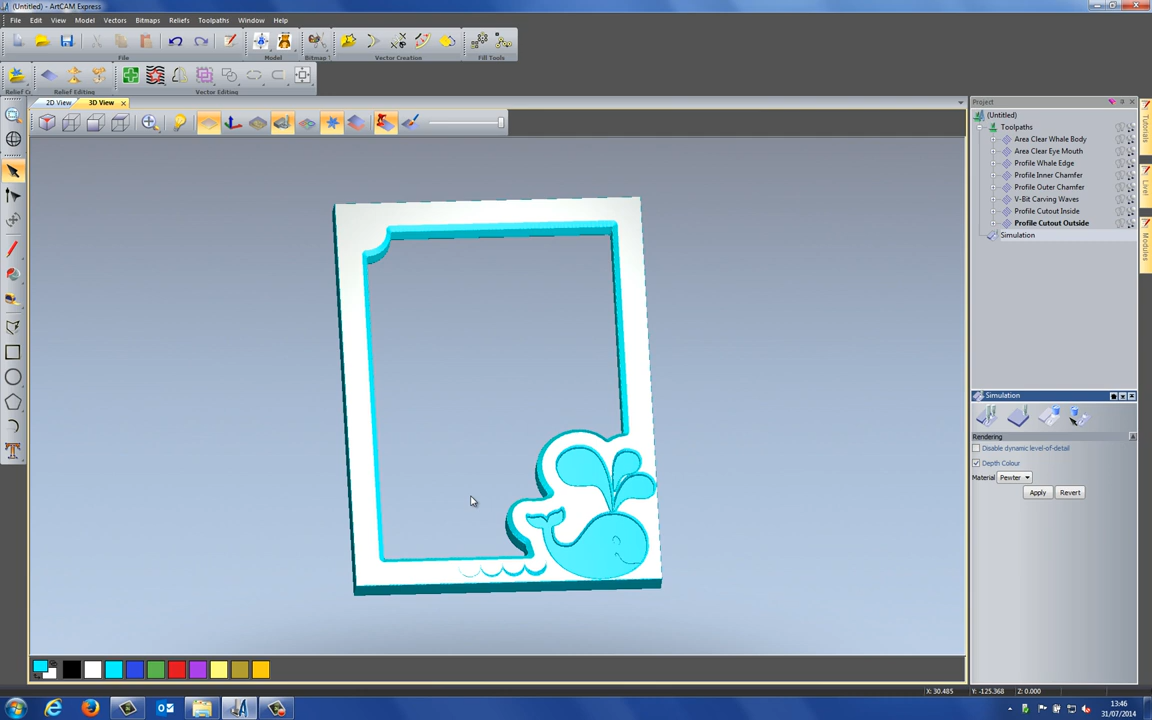 (Untitled) - ArtCAM Express
File Edit View Model Vectors Bitmaps Reliefs Toolpaths Window Help
File Model Bitmap Vector Creation Fill Tools
Relief Editing Vector Editing
2D View 3D View
Project
(Untitled)
Toolpaths
Area Clear Whale Body
Area Clear Eye Mouth
Profile Whale Edge
Profile Inner Chamfer
Profile Outer Chamfer
V-Bit Carving Waves
Profile Cutout Inside
Profile Cutout Outside
Simulation
Tutorials
Live!
Modules
Simulation
Rendering
Disable dynamic level-of-detail
Depth Colour
Material Pewter
Apply Revert
X: 30.485 Y: -125.368 Z: 0.000
13:46
31/07/2014